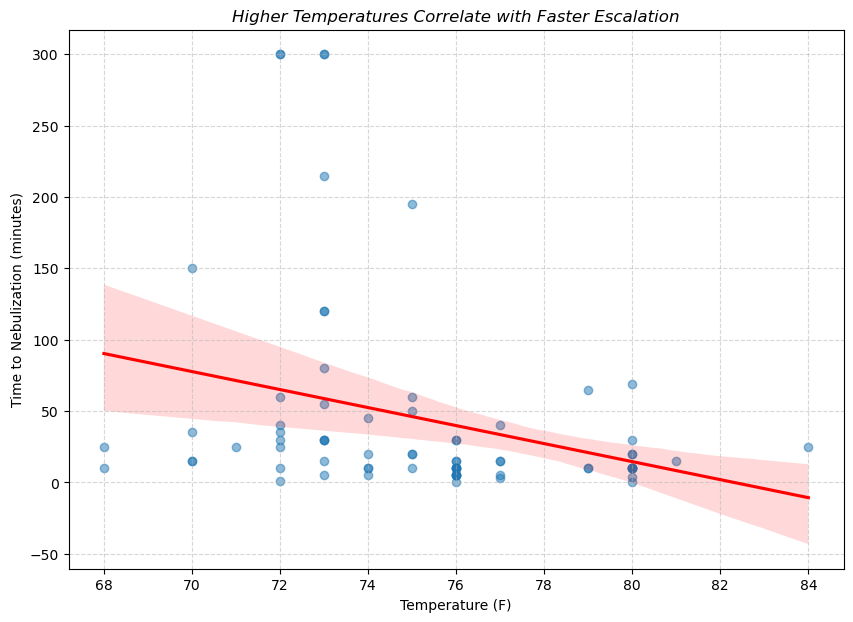 Higher Temperatures Correlate with Faster Escalation
300
250
200
150
100
50
0
−50
Time to Nebulization (minutes)
68 70 72 74 76 78 80 82 84
Temperature (F)